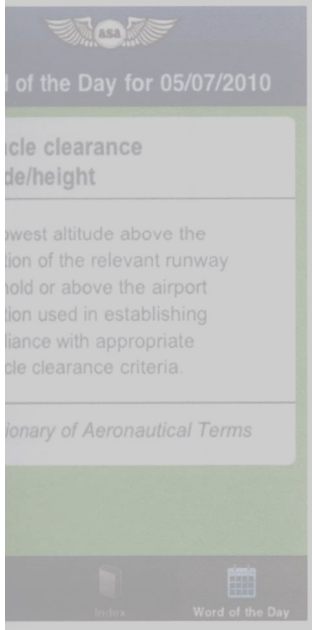 ASA
l of the Day for 05/07/2010
cle clearance
de/height
owest altitude above the
tion of the relevant runway
hold or above the airport
tion used in establishing
liance with appropriate
cle clearance criteria.
ionary of Aeronautical Terms
Index
Word of the Day